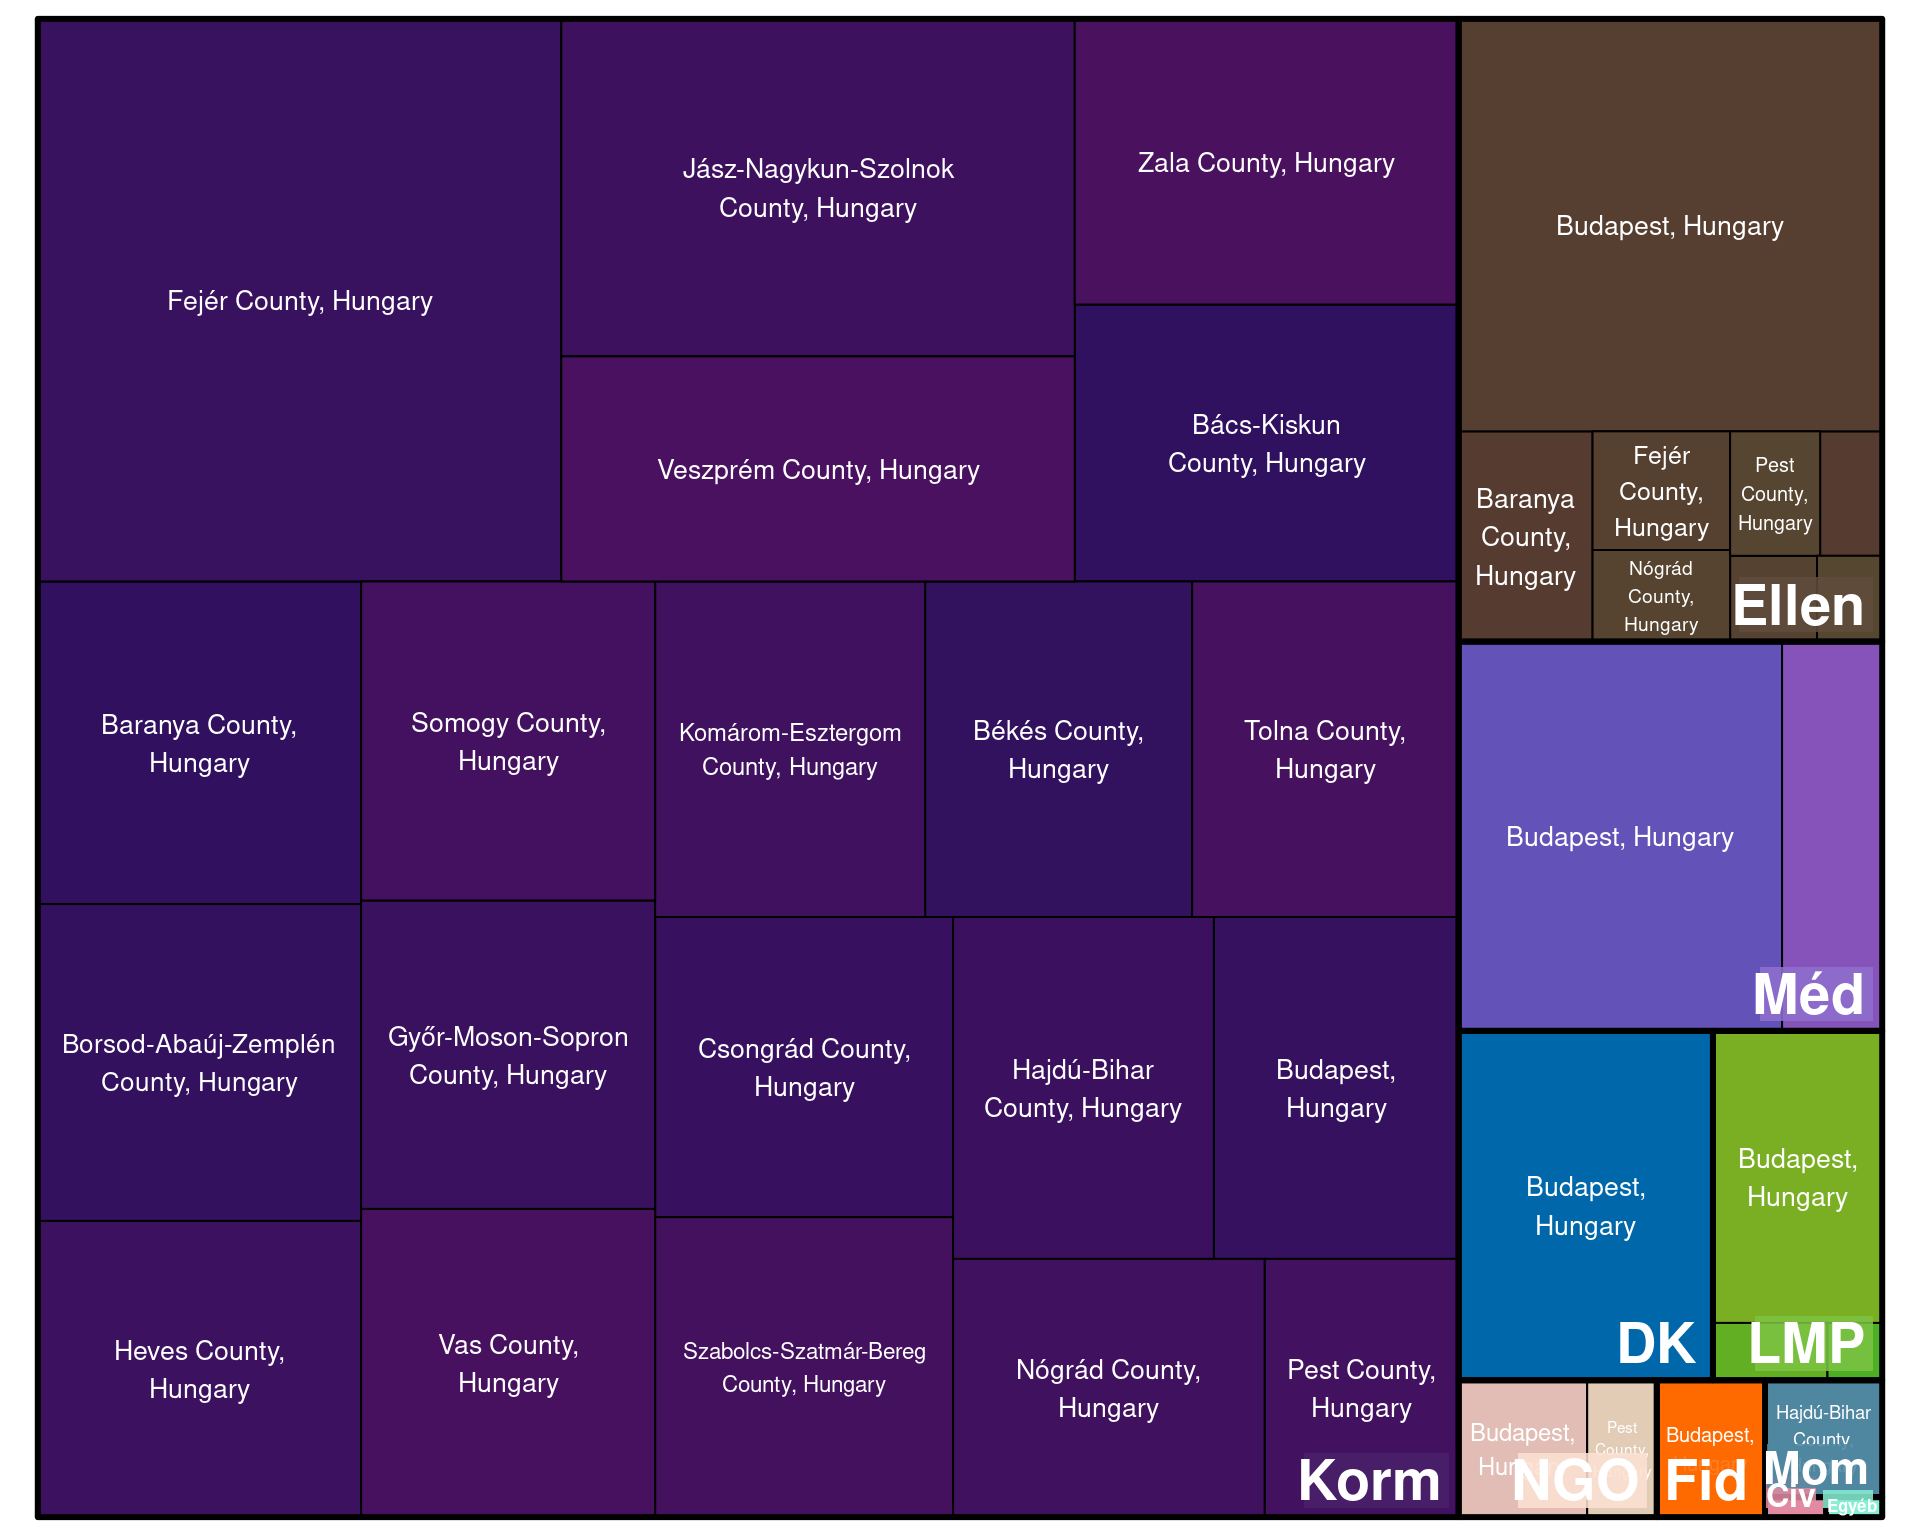 Fejér County, Hungary
Jász-Nagykun-Szolnok
County, Hungary
Zala County, Hungary
Veszprém County, Hungary
Bács-Kiskun
County, Hungary
Baranya County,
Hungary
Somogy County,
Hungary
Komárom-Esztergom
County, Hungary
Békés County,
Hungary
Tolna County,
Hungary
Borsod-Abaúj-Zemplén
County, Hungary
Győr-Moson-Sopron
County, Hungary
Csongrád County,
Hungary
Hajdú-Bihar
County, Hungary
Budapest,
Hungary
Heves County,
Hungary
Vas County,
Hungary
Szabolcs-Szatmár-Bereg
County, Hungary
Nógrád County,
Hungary
Pest County,
Hungary
Korm
Budapest, Hungary
Baranya
County,
Hungary
Fejér
County,
Hungary
Nógrád
County,
Hungary
Pest
County,
Hungary
Ellen
Budapest, Hungary
Méd
Budapest,
Hungary
DK
Budapest,
Hungary
LMP
Budapest,
Pest
County,
NGO
Budapest,
Fid
Hajdú-Bihar
County,
Mom
Civ
Egyéb